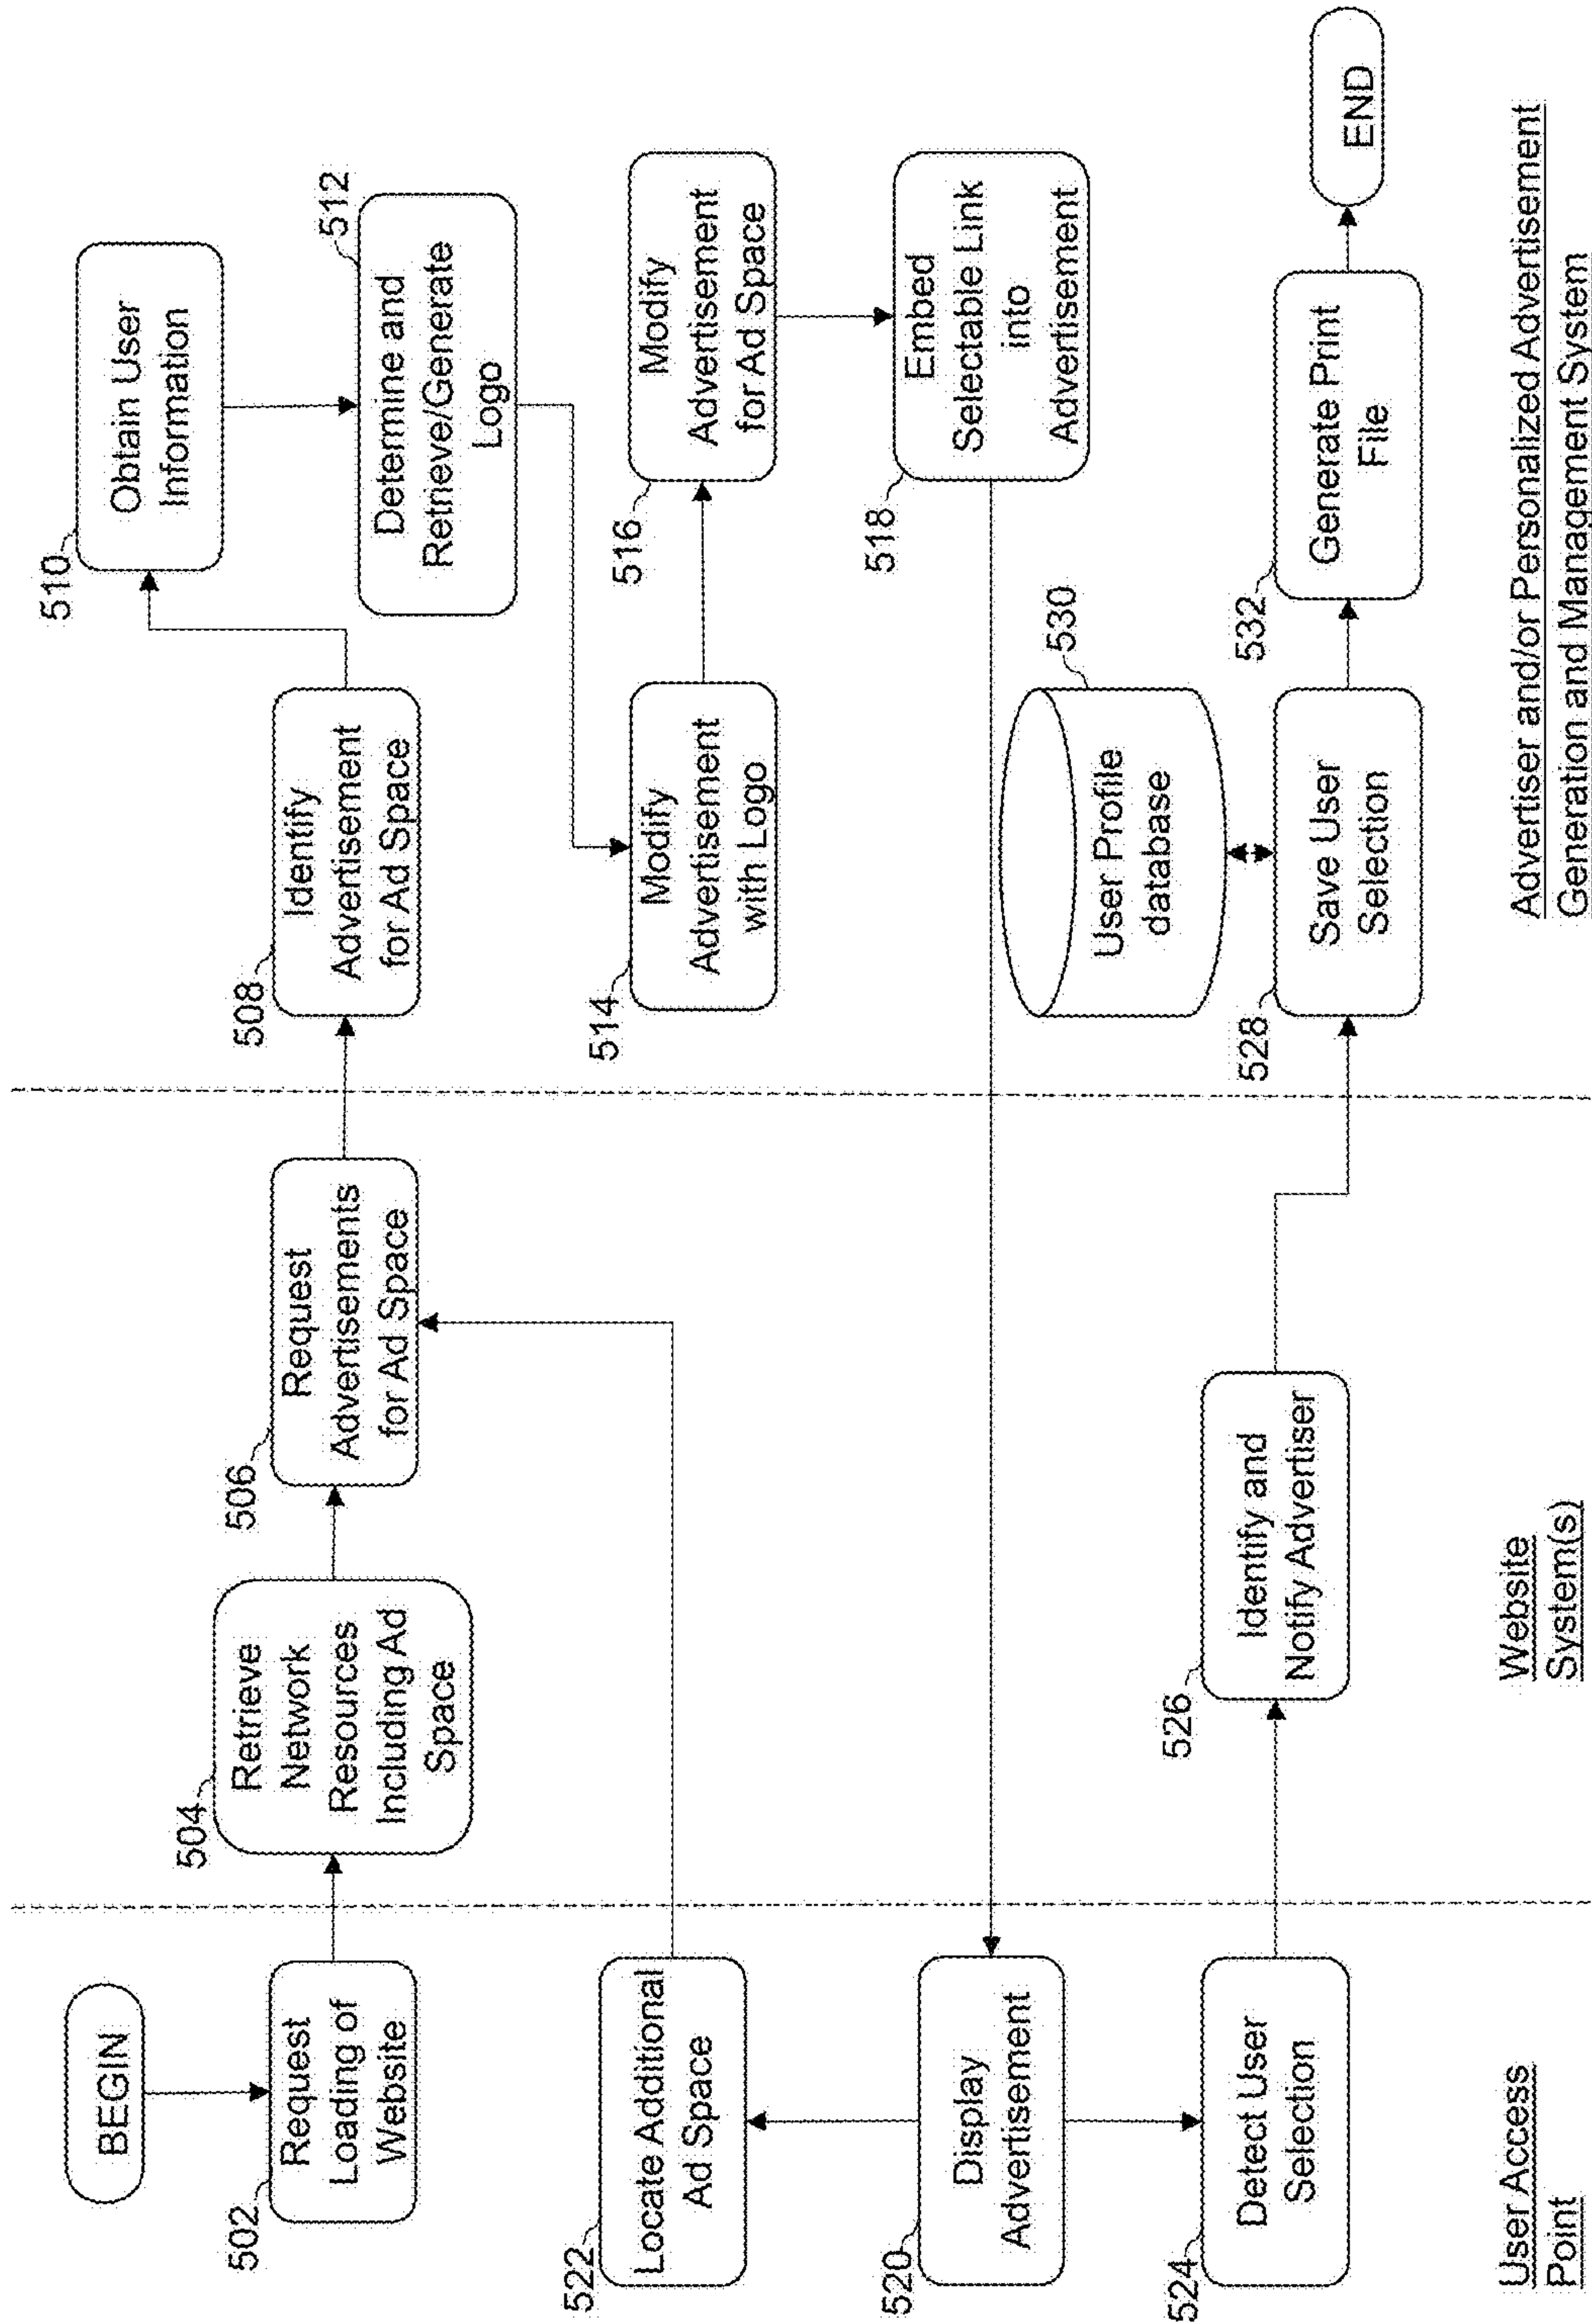 BEGIN
502
Request
Loading of
Website
504
Retrieve
Network
Resources
Including Ad
Space
506
Request
Advertisements
for Ad Space
508
Identify
Advertisement
for Ad Space
510
Obtain User
Information
512
Determine and
Retrieve/Generate
Logo
514
Modify
Advertisement
with Logo
516
Modify
Advertisement
for Ad Space
518
Embed
Selectable Link
into
Advertisement
522
Locate Additional
Ad Space
520
Display
Advertisement
524
Detect User
Selection
526
Identify and
Notify Advertiser
530
User Profile
database
528
Save User
Selection
532
Generate Print
File
END
User Access
Point
Website
System(s)
Advertiser and/or Personalized Advertisement
Generation and Management System